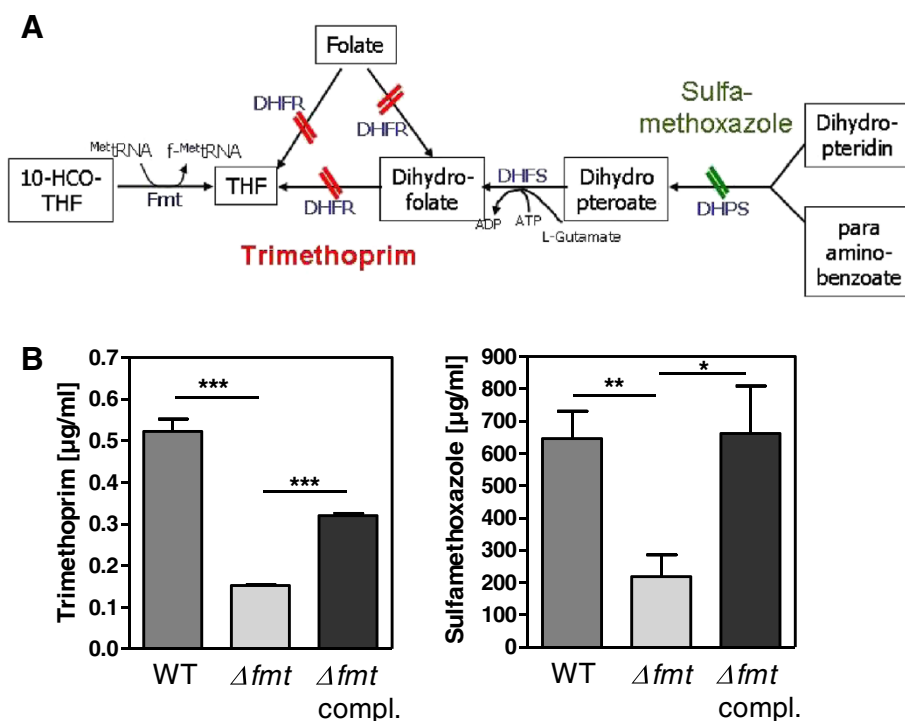 A
Folate
DHFR
DHFR
Sulfa-
methoxazole
Dihydro-
pteridin
MettRNA
f-MettRNA
10-HCO-
THF
Fmt
THF
DHFR
Dihydro-
folate
DHFS
ADP
ATP
L-Gutamate
Dihydro
pteroate
DHPS
para
amino-
benzoate
Trimethoprim
B
Trimethoprim [µg/ml]
0.7
0.6
0.5
0.4
0.3
0.2
0.1
0.0
***
***
WT
Δfmt
Δfmt
compl.
Sulfamethoxazole [µg/ml]
900
800
700
600
500
400
300
200
100
0
**
*
WT
Δfmt
Δfmt
compl.